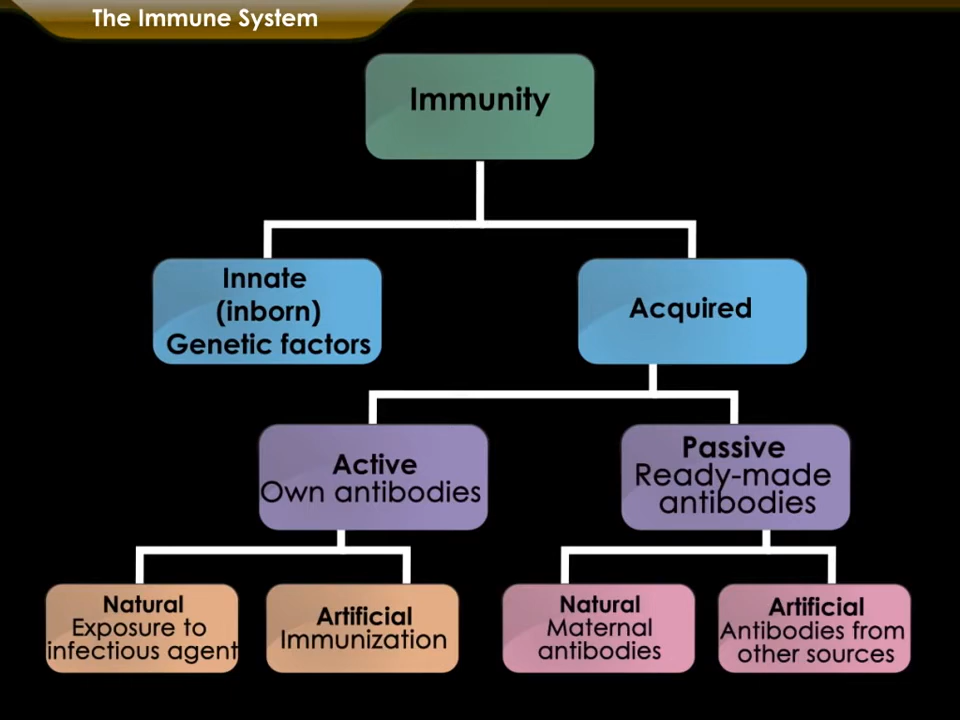 The Immune System
Immunity
Innate
(inborn)
Genetic factors
Acquired
Active
Own antibodies
Passive
Ready-made
antibodies
Natural
Exposure to
infectious agent
Artificial
Immunization
Natural
Maternal
antibodies
Artificial
Antibodies from
other sources